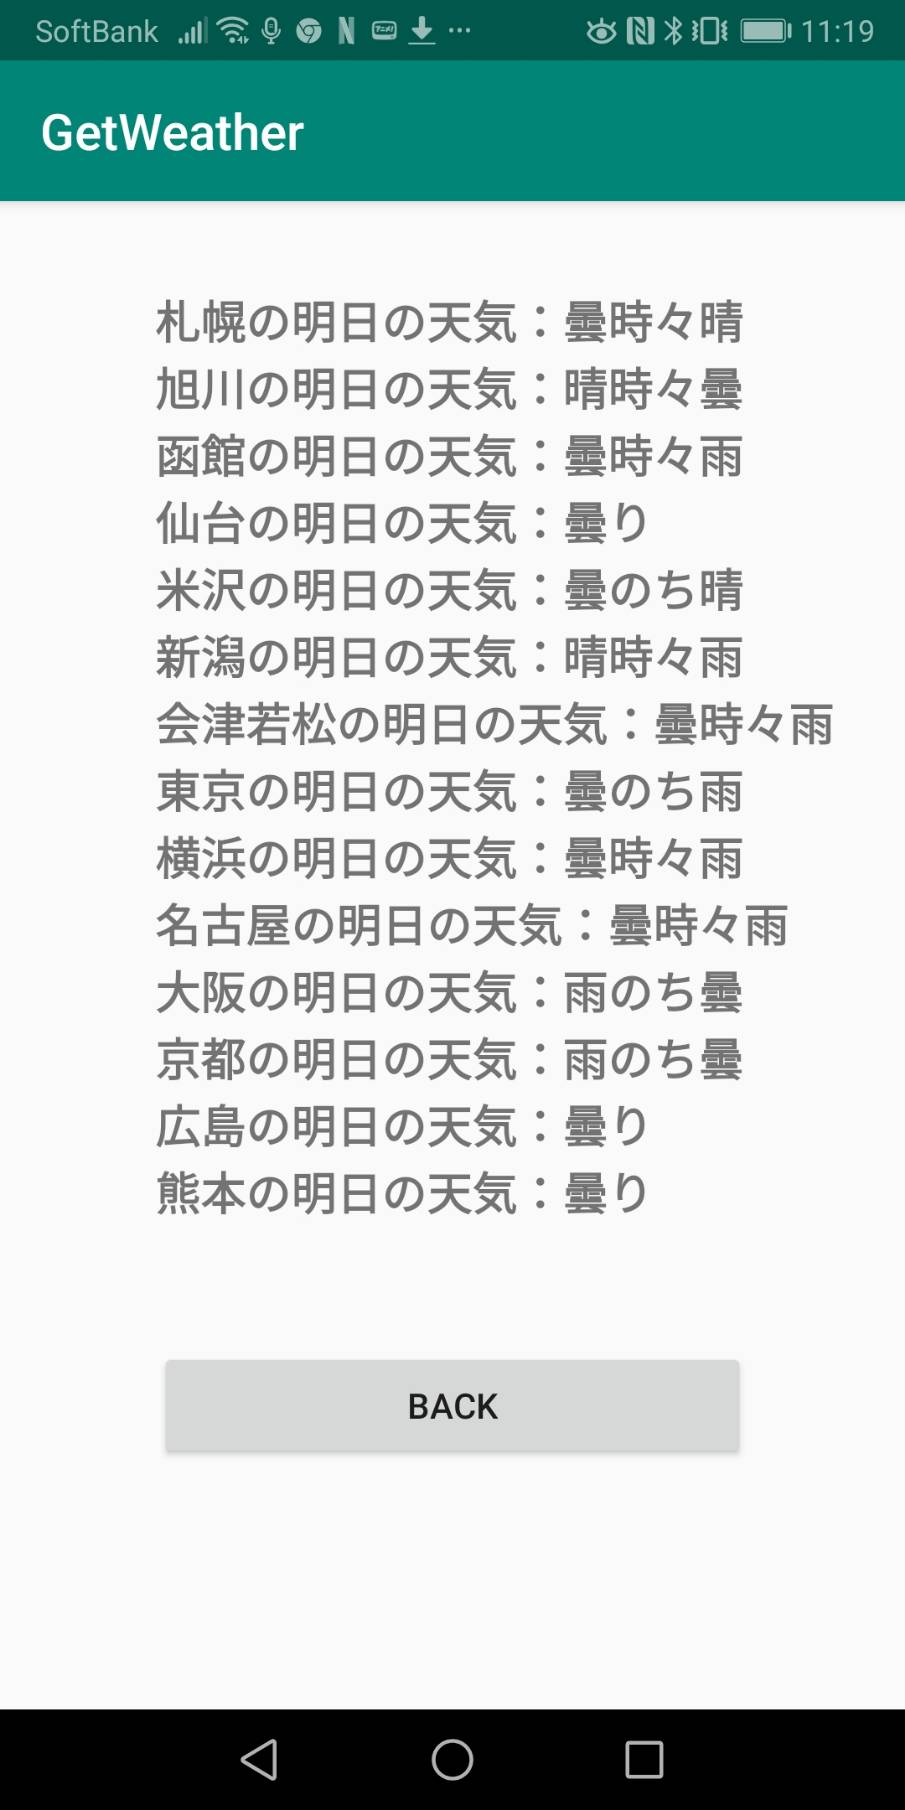 SoftBank 11:19
GetWeather
札幌の明日の天気：曇時々晴
旭川の明日の天気：晴時々曇
函館の明日の天気：曇時々雨
仙台の明日の天気：曇り
米沢の明日の天気：曇のち晴
新潟の明日の天気：晴時々雨
会津若松の明日の天気：曇時々雨
東京の明日の天気：曇のち雨
横浜の明日の天気：曇時々雨
名古屋の明日の天気：曇時々雨
大阪の明日の天気：雨のち曇
京都の明日の天気：雨のち曇
広島の明日の天気：曇り
熊本の明日の天気：曇り
BACK